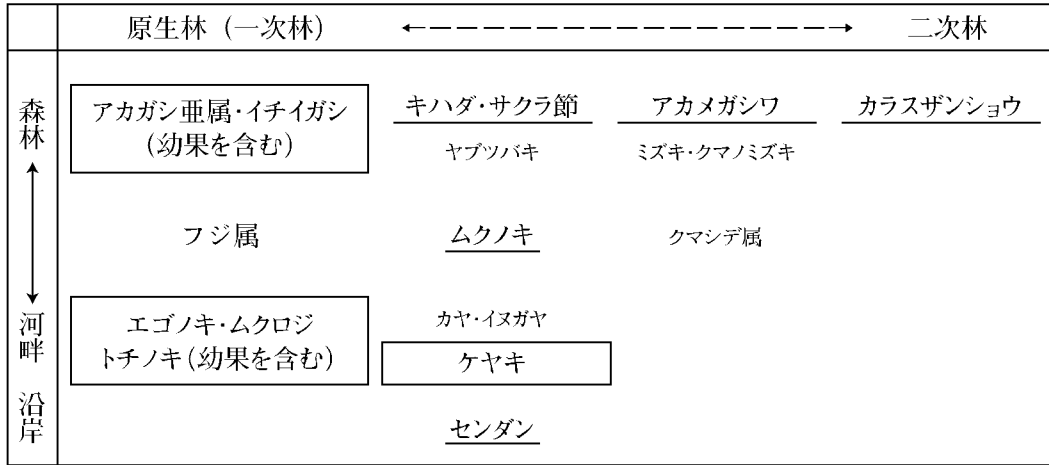 原生林 (一次林)
二次林
森林
アカガシ亜属・イチイガシ
(幼果を含む)
キハダ・サクラ節
アカメガシワ
カラスザンショウ
ヤブツバキ
ミズキ・クマノミズキ
フジ属
ムクノキ
クマシデ属
河畔
エゴノキ・ムクロジ
トチノキ(幼果を含む)
カヤ・イヌガヤ
ケヤキ
沿岸
センダン